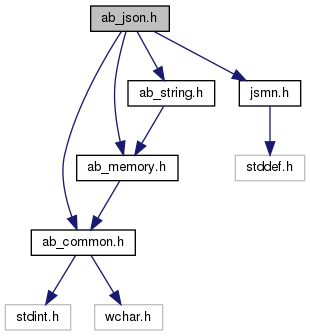 ab_json.h
ab_string.h
jsmn.h
ab_memory.h
stddef.h
ab_common.h
stdint.h
wchar.h